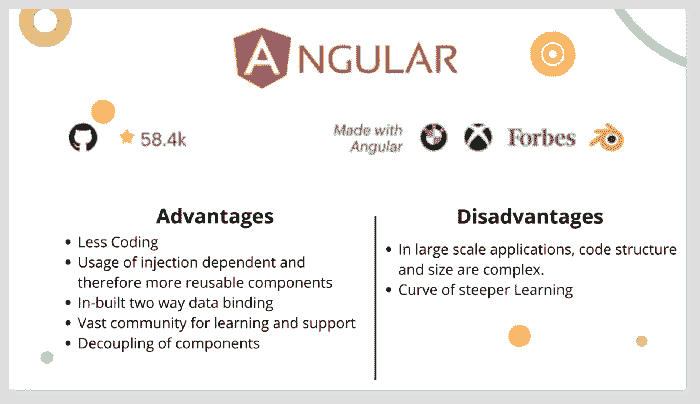 ANGULAR
58.4k
Made with
Angular
Forbes
Advantages
• Less Coding
• Usage of injection dependent and
therefore more reusable components
• In-built two way data binding
• Vast community for learning and support
• Decoupling of components
Disadvantages
• In large scale applications, code structure
and size are complex.
• Curve of steeper Learning